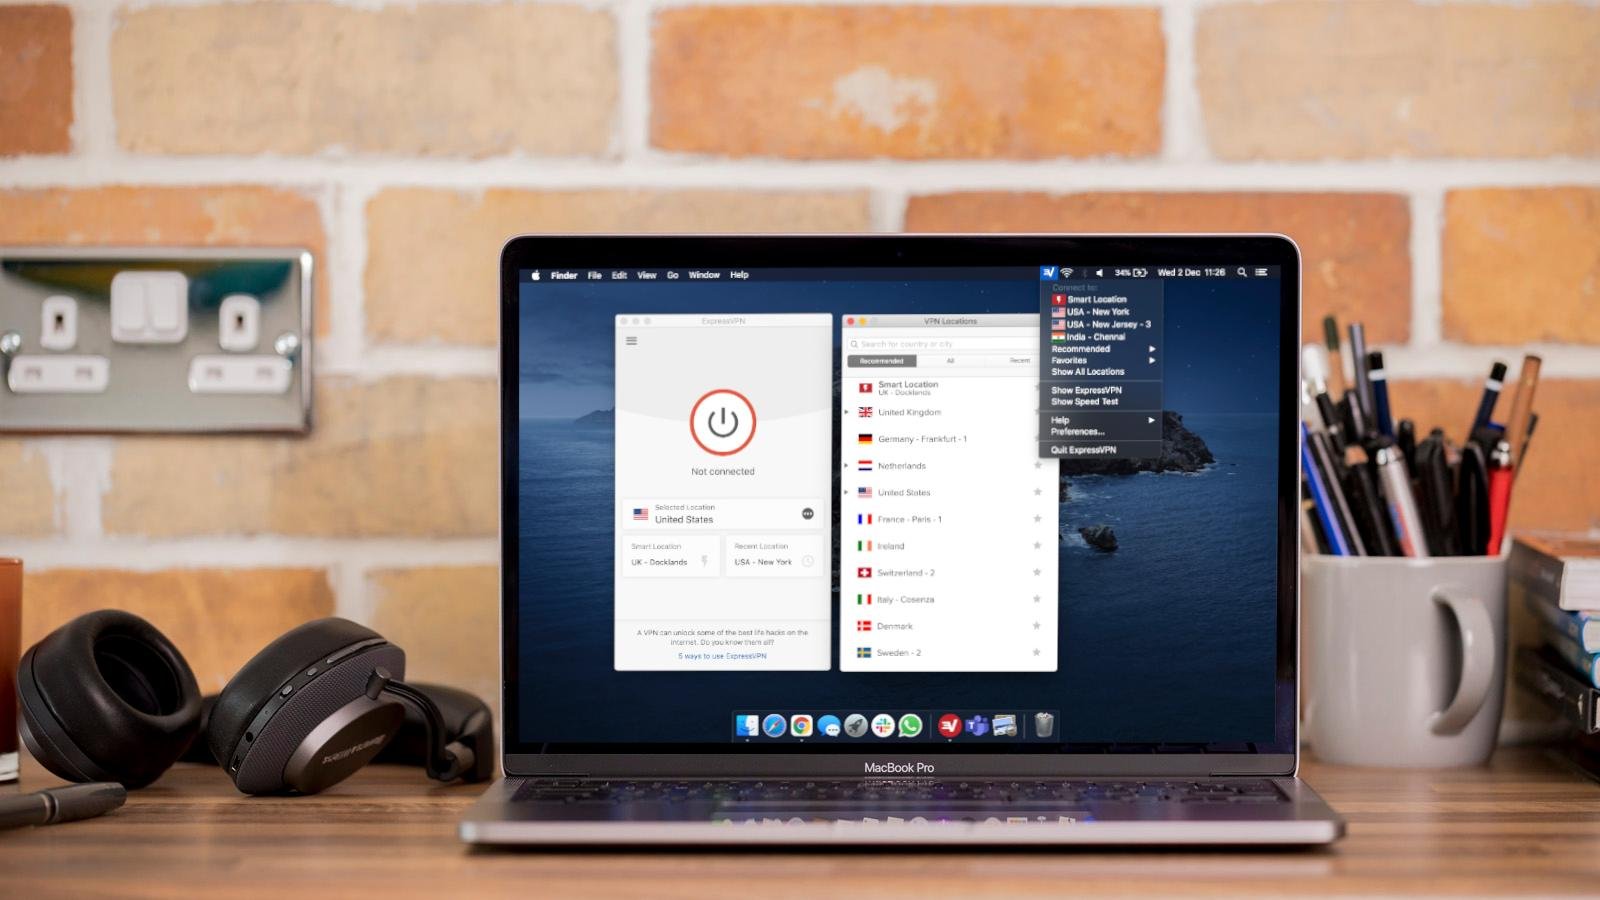 Finder File Edit View Go Window Help
34% Wed 2 Dec 11:26
Connect to:
Smart Location
USA - New York
USA - New Jersey - 3
India - Chennai
Recommended
Favorites
Show All Locations
Show ExpressVPN
Show Speed Test
Help
Preferences...
Quit ExpressVPN
ExpressVPN
Not connected
Selected Location
United States
Smart Location
UK - Docklands
Recent Location
USA - New York
A VPN can unlock some of the best life hacks on the
internet. Do you know them all?
5 ways to use ExpressVPN
VPN Locations
Search for country or city
Recommended All Recent
Smart Location
UK - Docklands
United Kingdom
Germany - Frankfurt - 1
Netherlands
United States
France - Paris - 1
Ireland
Switzerland - 2
Italy - Cosenza
Denmark
Sweden - 2
MacBook Pro